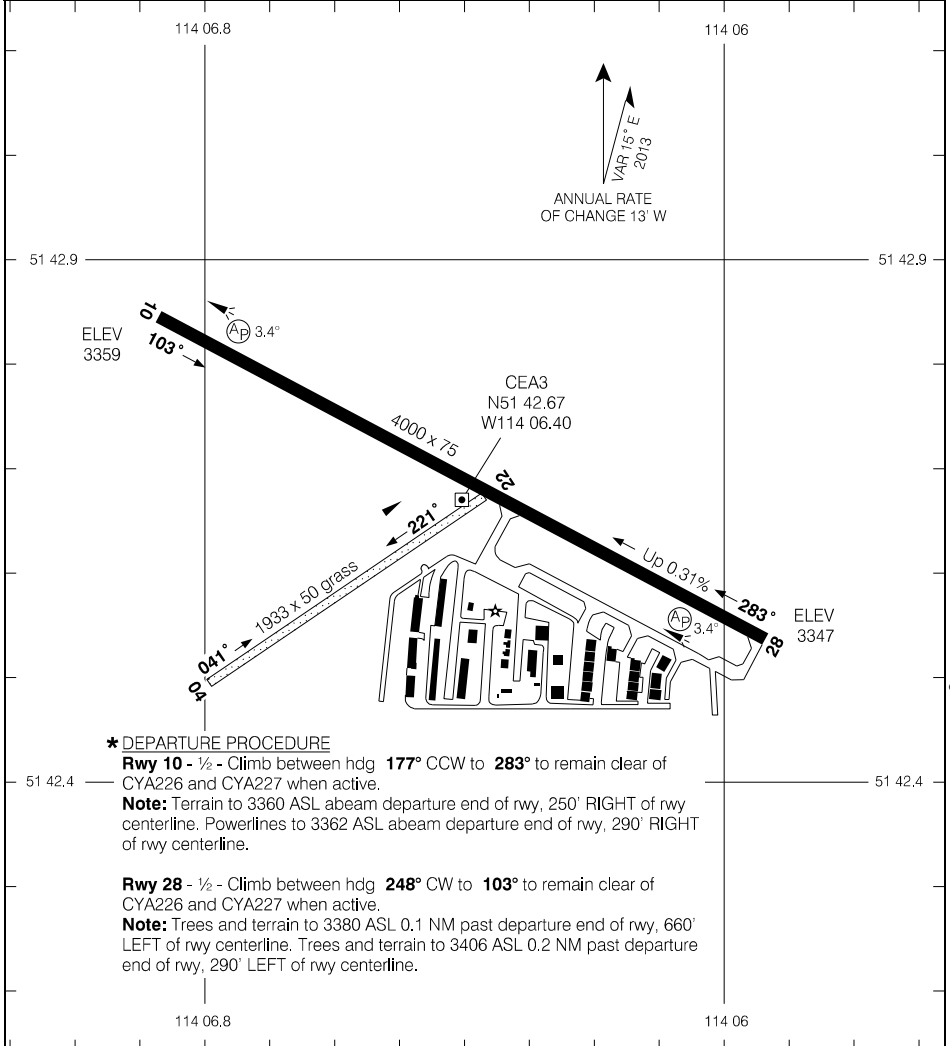 114 06.8
114 06
VAR 15° E
2013
ANNUAL RATE
OF CHANGE 13' W
51 42.9
51 42.9
10
ELEV
3359
103°
AP 3.4°
CEA3
N51 42.67
W114 06.40
4000 x 75
22
221°
1933 x 50 grass
041°
04
Up 0.31%
283°
AP 3.4°
28
ELEV
3347
* DEPARTURE PROCEDURE
Rwy 10 - ½ - Climb between hdg 177° CCW to 283° to remain clear of
51 42.4
CYA226 and CYA227 when active.
51 42.4
Note: Terrain to 3360 ASL abeam departure end of rwy, 250' RIGHT of rwy
centerline. Powerlines to 3362 ASL abeam departure end of rwy, 290' RIGHT
of rwy centerline.
Rwy 28 - ½ - Climb between hdg 248° CW to 103° to remain clear of
CYA226 and CYA227 when active.
Note: Trees and terrain to 3380 ASL 0.1 NM past departure end of rwy, 660'
LEFT of rwy centerline. Trees and terrain to 3406 ASL 0.2 NM past departure
end of rwy, 290' LEFT of rwy centerline.
114 06.8
114 06